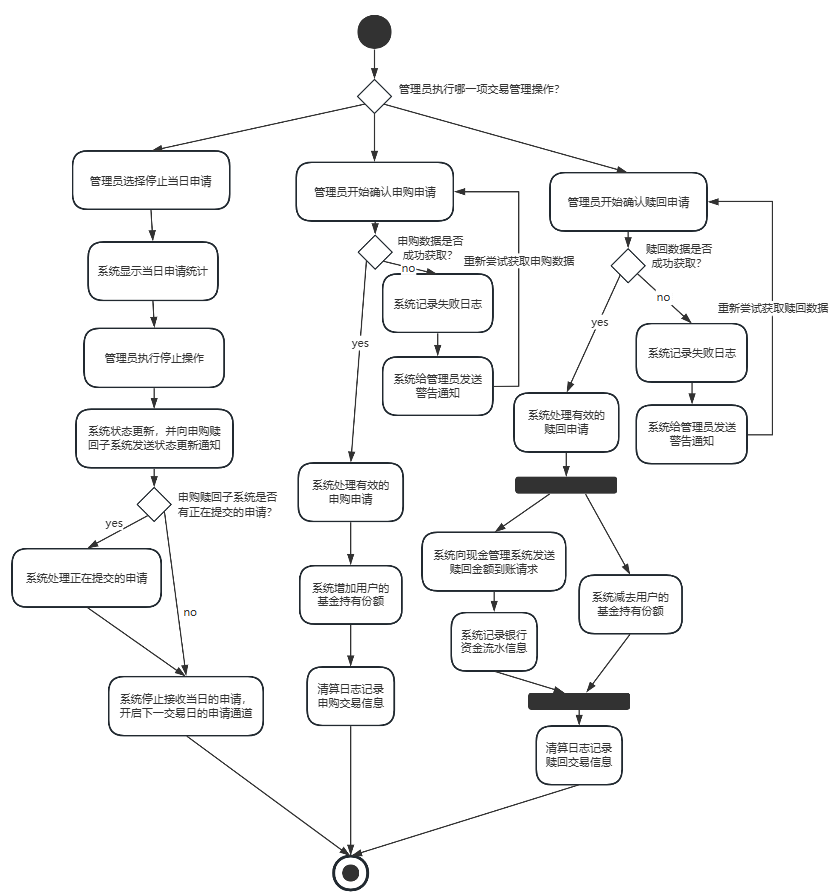 管理员执行哪一项交易管理操作?
管理员选择停止当日申请
系统显示当日申请统计
管理员执行停止操作
系统状态更新，并向申购赎
回子系统发送状态更新通知
申购赎回子系统是否
有正在提交的申请?
yes
系统处理正在提交的申请
no
系统停止接收当日的申请，
开启下一交易日的申请通道
管理员开始确认申购申请
申购数据是否
成功获取?
no
重新尝试获取申购数据
系统记录失败日志
yes
系统给管理员发送
警告通知
系统处理有效的
申购申请
系统增加用户的
基金持有份额
清算日志记录
申购交易信息
管理员开始确认赎回申请
赎回数据是否
成功获取?
no
重新尝试获取赎回数据
yes
系统记录失败日志
系统给管理员发送
警告通知
系统处理有效的
赎回申请
系统向现金管理系统发送
赎回金额到账请求
系统减去用户的
基金持有份额
系统记录银行
资金流水信息
清算日志记录
赎回交易信息